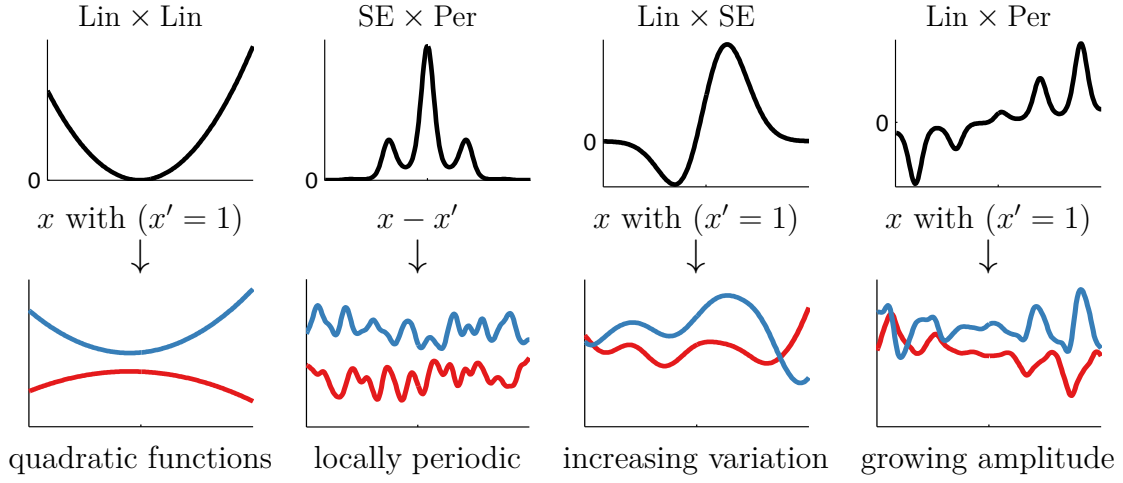 Lin × Lin
SE × Per
Lin × SE
Lin × Per
0
0
0
0
x with (x′ = 1)
x − x′
x with (x′ = 1)
x with (x′ = 1)
↓
↓
↓
↓
quadratic functions
locally periodic
increasing variation
growing amplitude